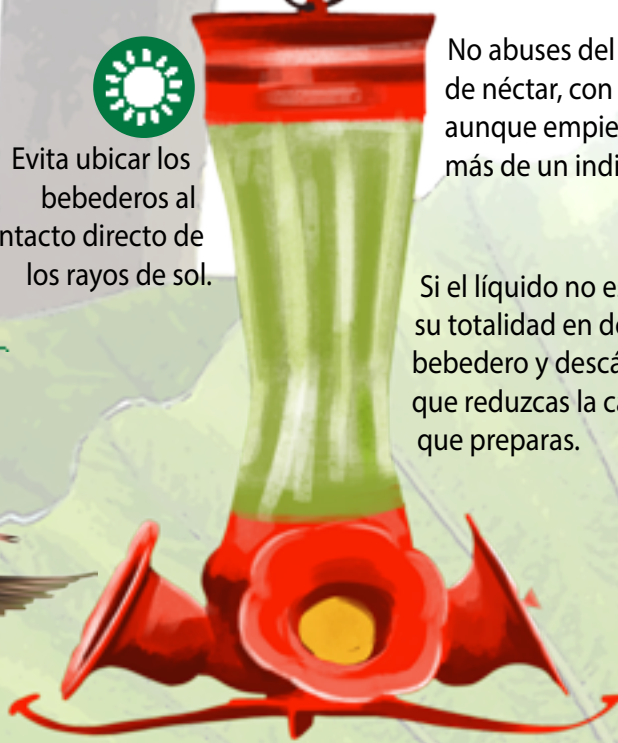 Evita ubicar los
bebederos al
ntacto directo de
los rayos de sol.
No abuses del
de néctar, con
aunque empie
más de un indi
Si el líquido no e
su totalidad en d
bebedero y descá
que reduzcas la ca
que preparas.